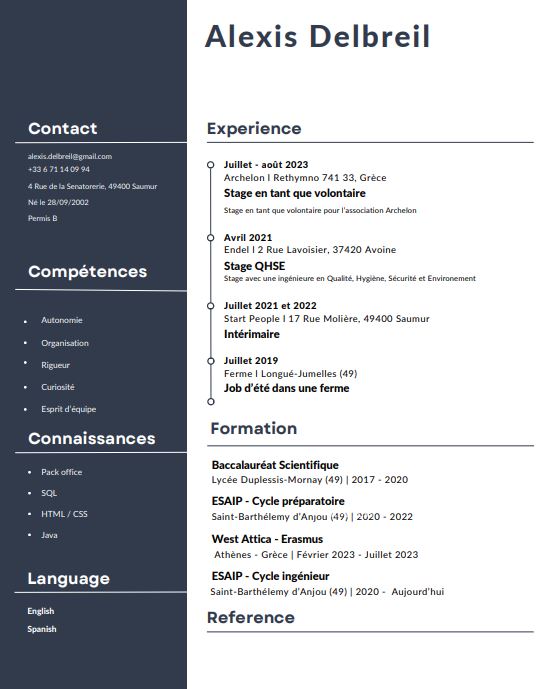 Alexis Delbreil
Contact
alexis.delbreil@gmail.com
+33 6 71 14 09 94
4 Rue de la Senatorerie, 49400 Saumur
Né le 28/09/2002
Permis B
Compétences
Autonomie
Organisation
Rigueur
Curiosité
Esprit d'équipe
Connaissances
Pack office
SQL
HTML / CSS
Java
Language
English
Spanish
Experience
Juillet - août 2023
Archelon I Rethymno 741 33, Grèce
Stage en tant que volontaire
Stage en tant que volontaire pour l'association Archelon
Avril 2021
Endel I 2 Rue Lavoisier, 37420 Avoine
Stage QHSE
Stage avec une ingénieure en Qualité, Hygiène, Sécurité et Environement
Juillet 2021 et 2022
Start People I 17 Rue Molière, 49400 Saumur
Intérimaire
Juillet 2019
Ferme I Longué-Jumelles (49)
Job d'été dans une ferme
Formation
Baccalauréat Scientifique
Lycée Duplessis-Mornay (49) | 2017 - 2020
ESAIP - Cycle préparatoire
Saint-Barthélemy d'Anjou (49) | 2020 - 2022
West Attica - Erasmus
Athènes - Grèce | Février 2023 - Juillet 2023
ESAIP - Cycle ingénieur
Saint-Barthélemy d'Anjou (49) | 2020 - Aujourd'hui
Reference